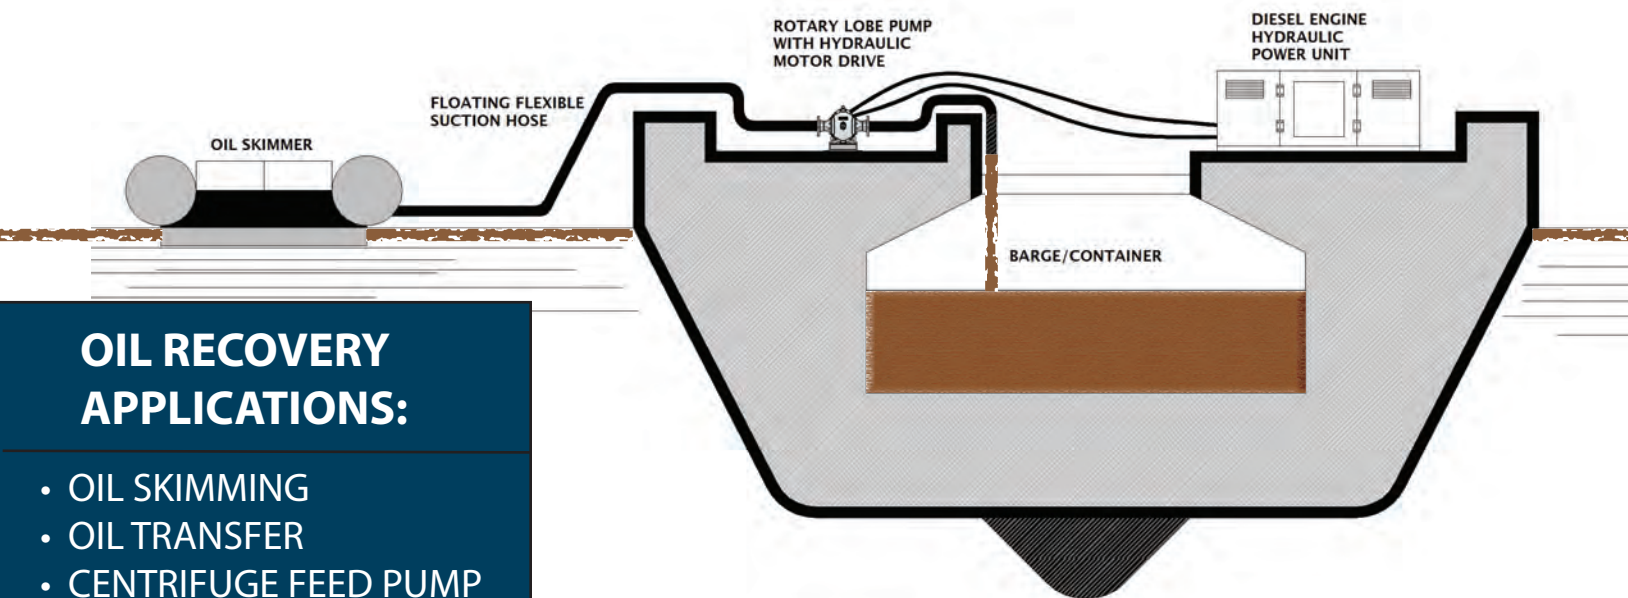 ROTARY LOBE PUMP
WITH HYDRAULIC
MOTOR DRIVE
DIESEL ENGINE
HYDRAULIC
POWER UNIT
FLOATING FLEXIBLE
SUCTION HOSE
OIL SKIMMER
BARGE/CONTAINER
OIL RECOVERY
APPLICATIONS:
• OIL SKIMMING
• OIL TRANSFER
• CENTRIFUGE FEED PUMP